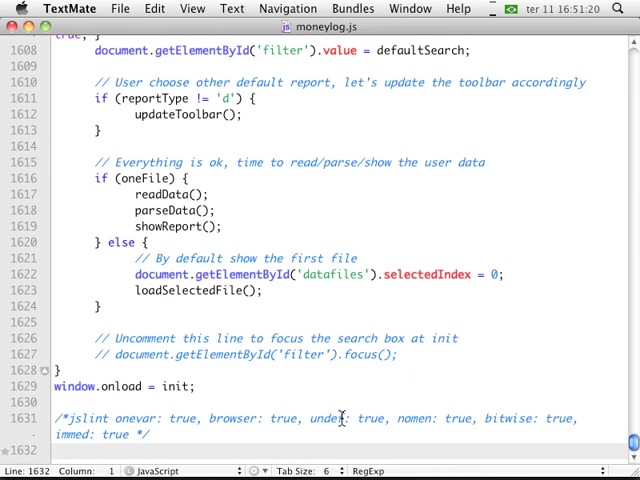 TextMate File Edit View Text Navigation Bundles Window Help ter 11 16:51:20
moneylog.js
true; }
1608 document.getElementById('filter').value = defaultSearch;
1609
1610 // User choose other default report, let's update the toolbar accordingly
1611 if (reportType != 'd') {
1612 updateToolbar();
1613 }
1614
1615 // Everything is ok, time to read/parse/show the user data
1616 if (oneFile) {
1617 readData();
1618 parseData();
1619 showReport();
1620 } else {
1621 // By default show the first file
1622 document.getElementById('datafiles').selectedIndex = 0;
1623 loadSelectedFile();
1624 }
1625
1626 // Uncomment this line to focus the search box at init
1627 // document.getElementById('filter').focus();
1628 }
1629 window.onload = init;
1630
1631 /*jslint onevar: true, browser: true, undef: true, nomen: true, bitwise: true,
immed: true */
1632
Line: 1632 Column: 1 JavaScript Tab Size: 6 RegExp